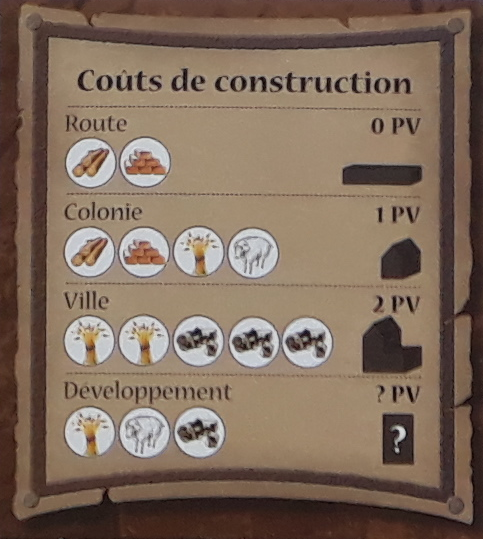 Coûts de construction
Route 0 PV
Colonie 1 PV
Ville 2 PV
Développement ? PV
?